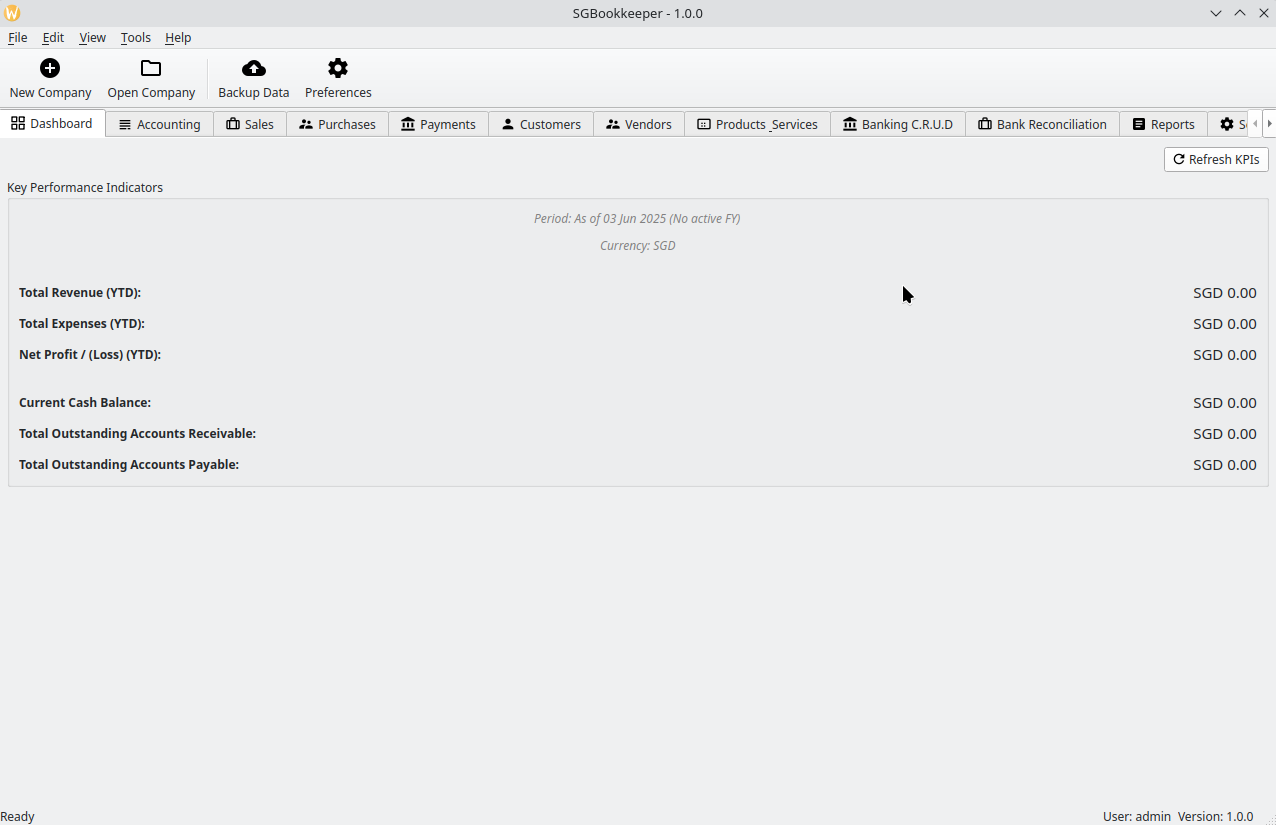 SGBookkeeper - 1.0.0
File Edit View Tools Help
New Company Open Company Backup Data Preferences
Dashboard Accounting Sales Purchases Payments Customers Vendors Products _Services Banking C.R.U.D Bank Reconciliation Reports
Refresh KPIs
Key Performance Indicators
Period: As of 03 Jun 2025 (No active FY)
Currency: SGD
Total Revenue (YTD): SGD 0.00
Total Expenses (YTD): SGD 0.00
Net Profit / (Loss) (YTD): SGD 0.00
Current Cash Balance: SGD 0.00
Total Outstanding Accounts Receivable: SGD 0.00
Total Outstanding Accounts Payable: SGD 0.00
Ready User: admin Version: 1.0.0